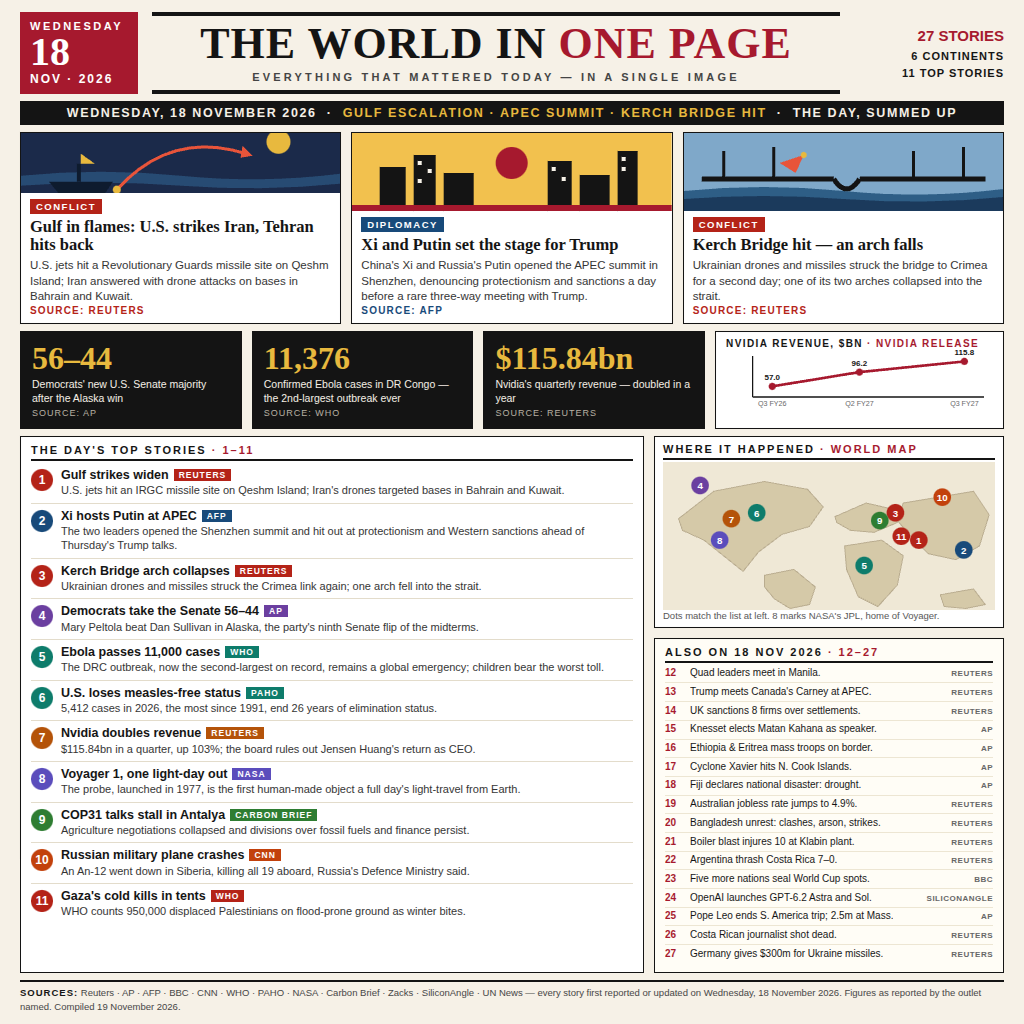 WEDNESDAY
18
NOV · 2026
THE WORLD IN ONE PAGE
EVERYTHING THAT MATTERED TODAY — IN A SINGLE IMAGE
27 STORIES
6 CONTINENTS
11 TOP STORIES
WEDNESDAY, 18 NOVEMBER 2026 · GULF ESCALATION · APEC SUMMIT · KERCH BRIDGE HIT · THE DAY, SUMMED UP
CONFLICT
Gulf in flames: U.S. strikes Iran, Tehran
hits back
U.S. jets hit a Revolutionary Guards missile site on Qeshm
Island; Iran answered with drone attacks on bases in
Bahrain and Kuwait.
SOURCE: REUTERS
DIPLOMACY
Xi and Putin set the stage for Trump
China's Xi and Russia's Putin opened the APEC summit in
Shenzhen, denouncing protectionism and sanctions a day
before a rare three-way meeting with Trump.
SOURCE: AFP
CONFLICT
Kerch Bridge hit — an arch falls
Ukrainian drones and missiles struck the bridge to Crimea
for a second day; one of its two arches collapsed into the
strait.
SOURCE: REUTERS
56–44
Democrats' new U.S. Senate majority
after the Alaska win
SOURCE: AP
11,376
Confirmed Ebola cases in DR Congo —
the 2nd-largest outbreak ever
SOURCE: WHO
$115.84bn
Nvidia's quarterly revenue — doubled in a
year
SOURCE: REUTERS
NVIDIA REVENUE, $BN · NVIDIA RELEASE
57.0
96.2
115.8
Q3 FY26
Q2 FY27
Q3 FY27
THE DAY'S TOP STORIES · 1–11
1 Gulf strikes widen REUTERS
U.S. jets hit an IRGC missile site on Qeshm Island; Iran's drones targeted bases in Bahrain and Kuwait.
2 Xi hosts Putin at APEC AFP
The two leaders opened the Shenzhen summit and hit out at protectionism and Western sanctions ahead of
Thursday's Trump talks.
3 Kerch Bridge arch collapses REUTERS
Ukrainian drones and missiles struck the Crimea link again; one arch fell into the strait.
4 Democrats take the Senate 56–44 AP
Mary Peltola beat Dan Sullivan in Alaska, the party's ninth Senate flip of the midterms.
5 Ebola passes 11,000 cases WHO
The DRC outbreak, now the second-largest on record, remains a global emergency; children bear the worst toll.
6 U.S. loses measles-free status PAHO
5,412 cases in 2026, the most since 1991, end 26 years of elimination status.
7 Nvidia doubles revenue REUTERS
$115.84bn in a quarter, up 103%; the board rules out Jensen Huang's return as CEO.
8 Voyager 1, one light-day out NASA
The probe, launched in 1977, is the first human-made object a full day's light-travel from Earth.
9 COP31 talks stall in Antalya CARBON BRIEF
Agriculture negotiations collapsed and divisions over fossil fuels and finance persist.
10 Russian military plane crashes CNN
An An-12 went down in Siberia, killing all 19 aboard, Russia's Defence Ministry said.
11 Gaza's cold kills in tents WHO
WHO counts 950,000 displaced Palestinians on flood-prone ground as winter bites.
WHERE IT HAPPENED · WORLD MAP
4
10
7
6
9
3
8
11
1
2
5
Dots match the list at left. 8 marks NASA's JPL, home of Voyager.
ALSO ON 18 NOV 2026 · 12–27
12 Quad leaders meet in Manila. REUTERS
13 Trump meets Canada's Carney at APEC. REUTERS
14 UK sanctions 8 firms over settlements. REUTERS
15 Knesset elects Matan Kahana as speaker. AP
16 Ethiopia & Eritrea mass troops on border. AP
17 Cyclone Xavier hits N. Cook Islands. AP
18 Fiji declares national disaster: drought. AP
19 Australian jobless rate jumps to 4.9%. REUTERS
20 Bangladesh unrest: clashes, arson, strikes. REUTERS
21 Boiler blast injures 10 at Klabin plant. REUTERS
22 Argentina thrash Costa Rica 7–0. REUTERS
23 Five more nations seal World Cup spots. BBC
24 OpenAI launches GPT-6.2 Astra and Sol. SILICONANGLE
25 Pope Leo ends S. America trip; 2.5m at Mass. AP
26 Costa Rican journalist shot dead. REUTERS
27 Germany gives $300m for Ukraine missiles. REUTERS
SOURCES: Reuters · AP · AFP · BBC · CNN · WHO · PAHO · NASA · Carbon Brief · Zacks · SiliconAngle · UN News — every story first reported or updated on Wednesday, 18 November 2026. Figures as reported by the outlet
named. Compiled 19 November 2026.